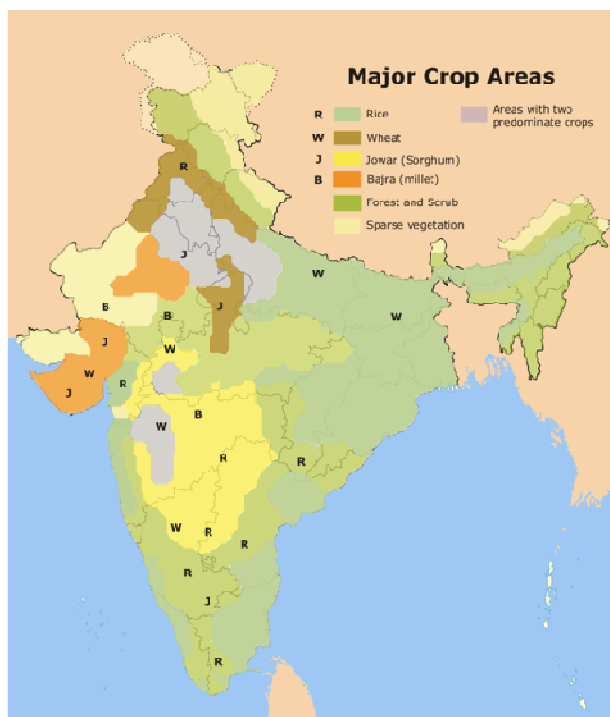 Major Crop Areas
R Rice
W Wheat
J Jowar (Sorghum)
B Bajra (millet)
Forest and Scrub
Sparse vegetation
Areas with two
predominate crops
R
J
W
W
B
B
J
J
W
W
J
R
B
W
R
R
W
R
R
R
J
R